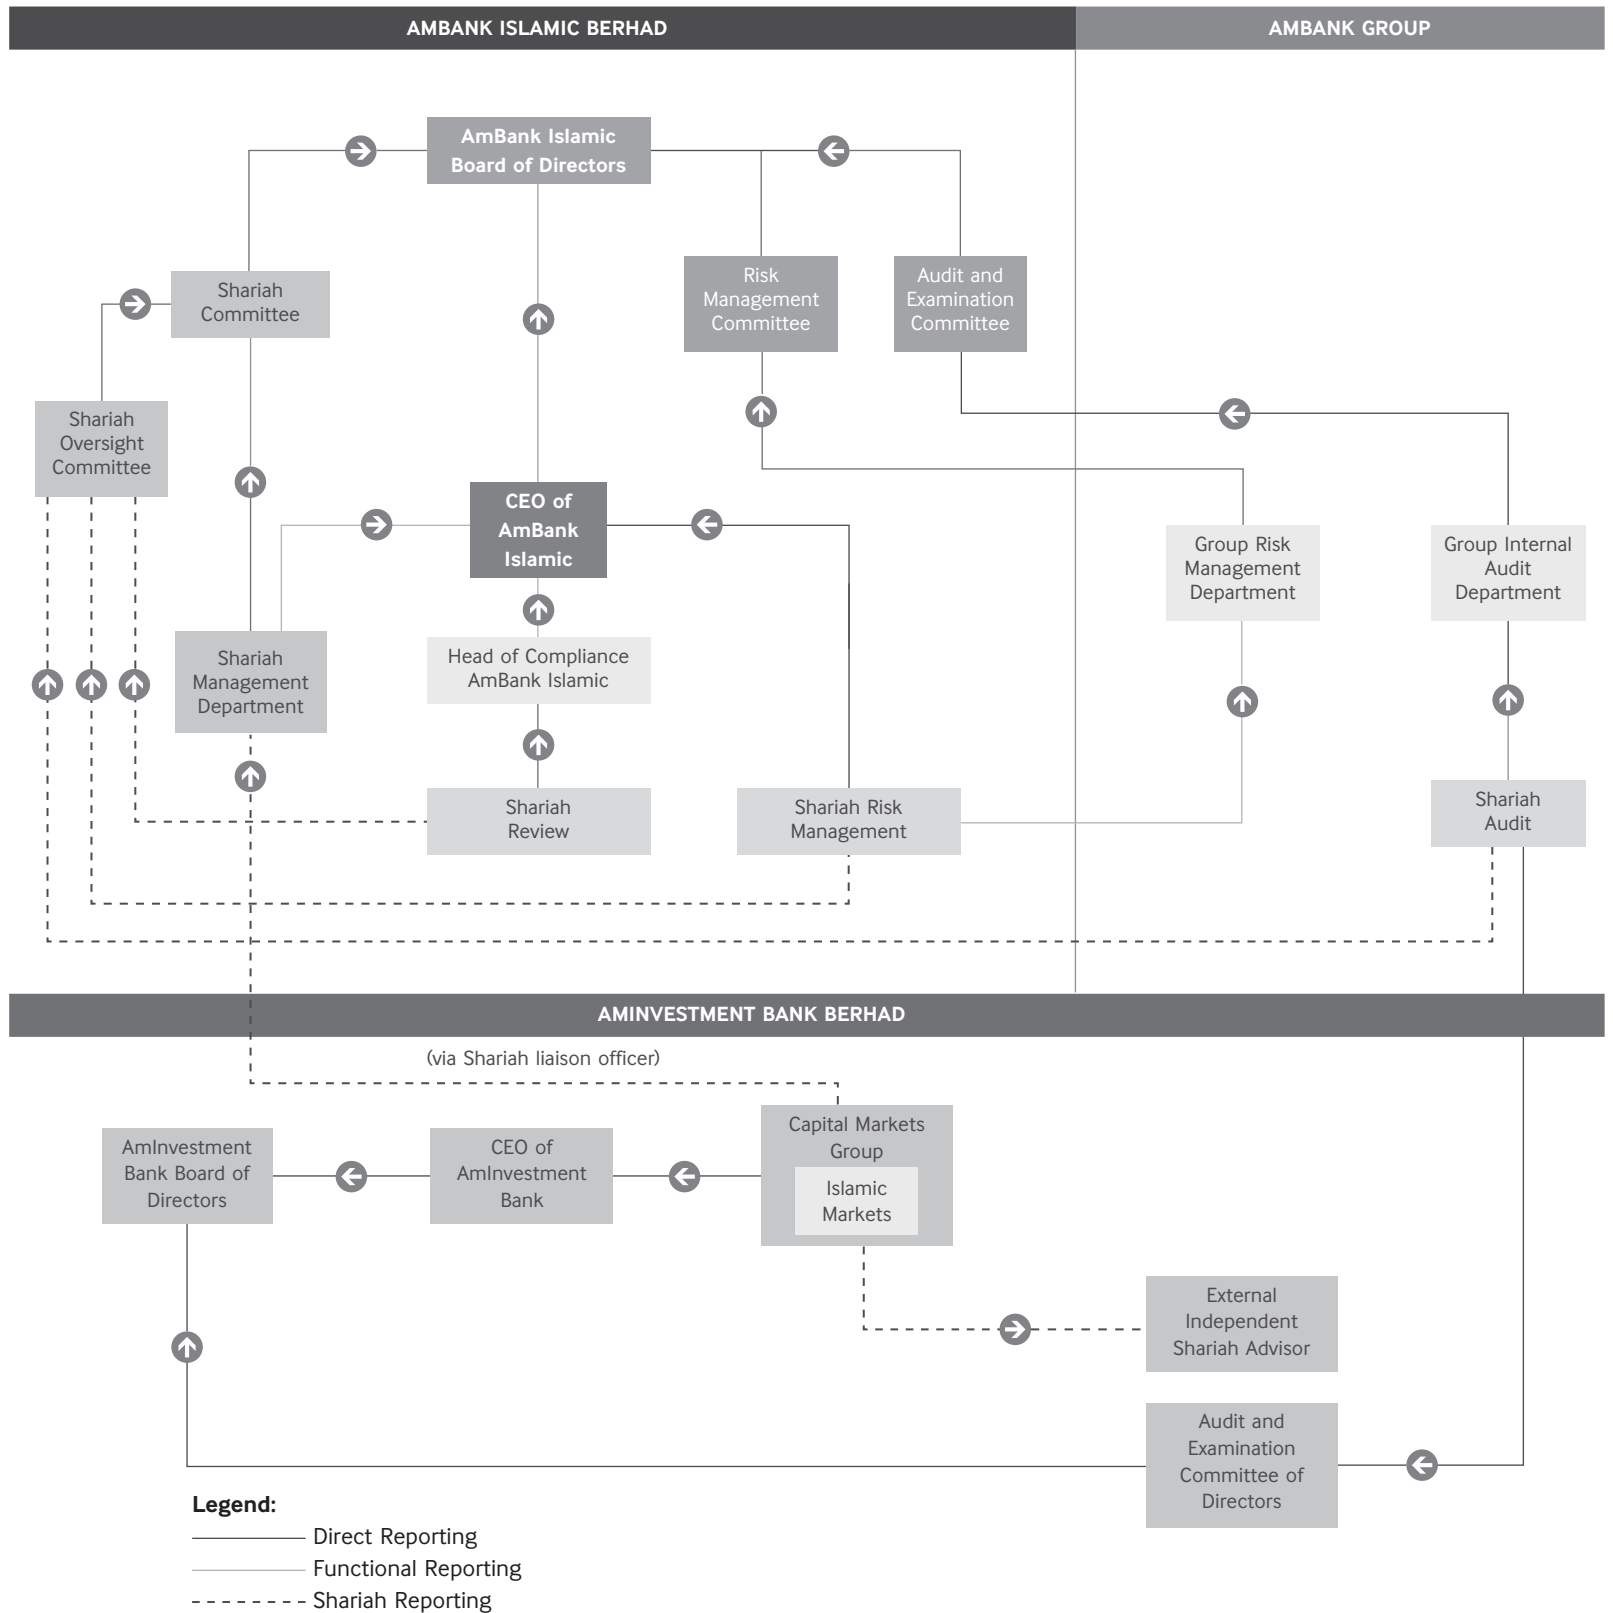 AMBANK ISLAMIC BERHAD
AMBANK GROUP
AmBank Islamic
Board of Directors
Shariah
Committee
Risk
Management
Committee
Audit and
Examination
Committee
Shariah
Oversight
Committee
CEO of
AmBank
Islamic
Group Risk
Management
Department
Group Internal
Audit
Department
Shariah
Management
Department
Head of Compliance
AmBank Islamic
Shariah
Review
Shariah Risk
Management
Shariah
Audit
AMINVESTMENT BANK BERHAD
(via Shariah liaison officer)
AmInvestment
Bank Board of
Directors
CEO of
AmInvestment
Bank
Capital Markets
Group
Islamic
Markets
External
Independent
Shariah Advisor
Audit and
Examination
Committee of
Directors
Legend:
Direct Reporting
Functional Reporting
Shariah Reporting